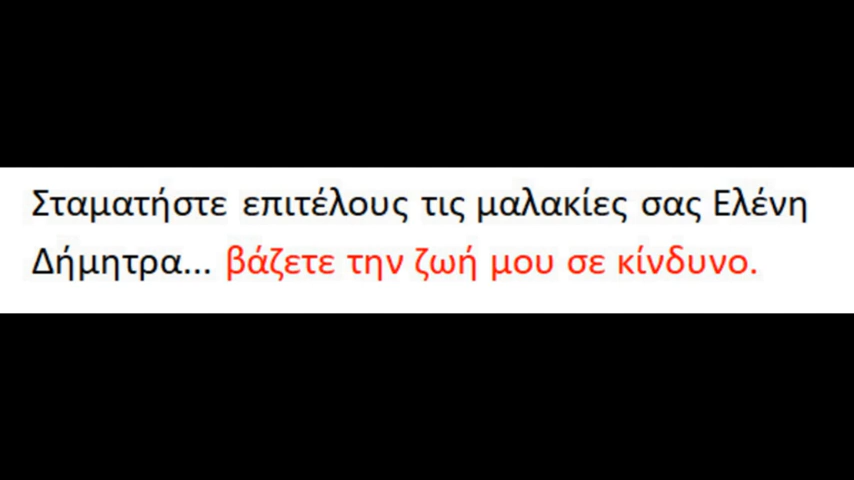 Σταματήστε επιτέλους τις μαλακίες σας Ελένη
Δήμητρα... βάζετε την ζωή μου σε κίνδυνο.